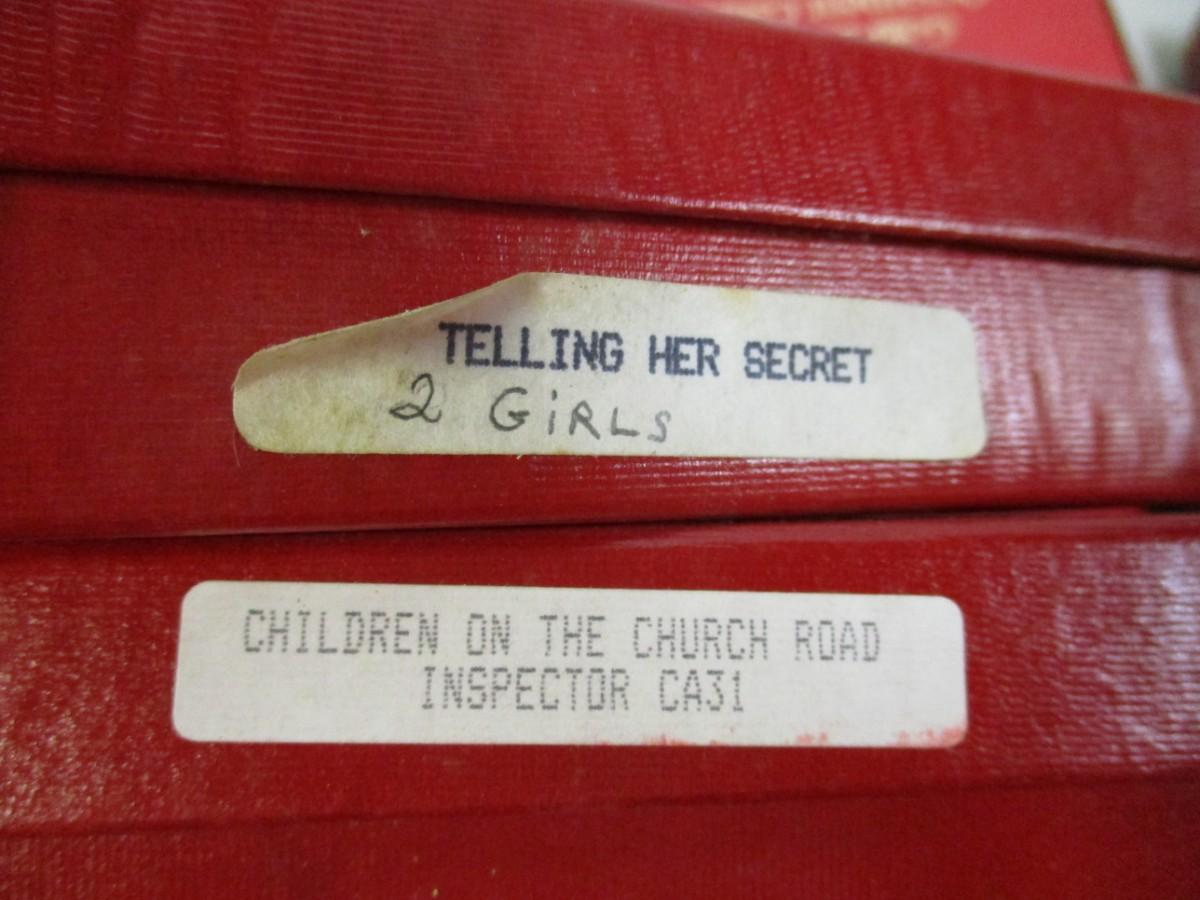 TELLING HER SECRET
2 GiRLS
CHILDREN ON THE CHURCH ROAD
INSPECTOR CA31